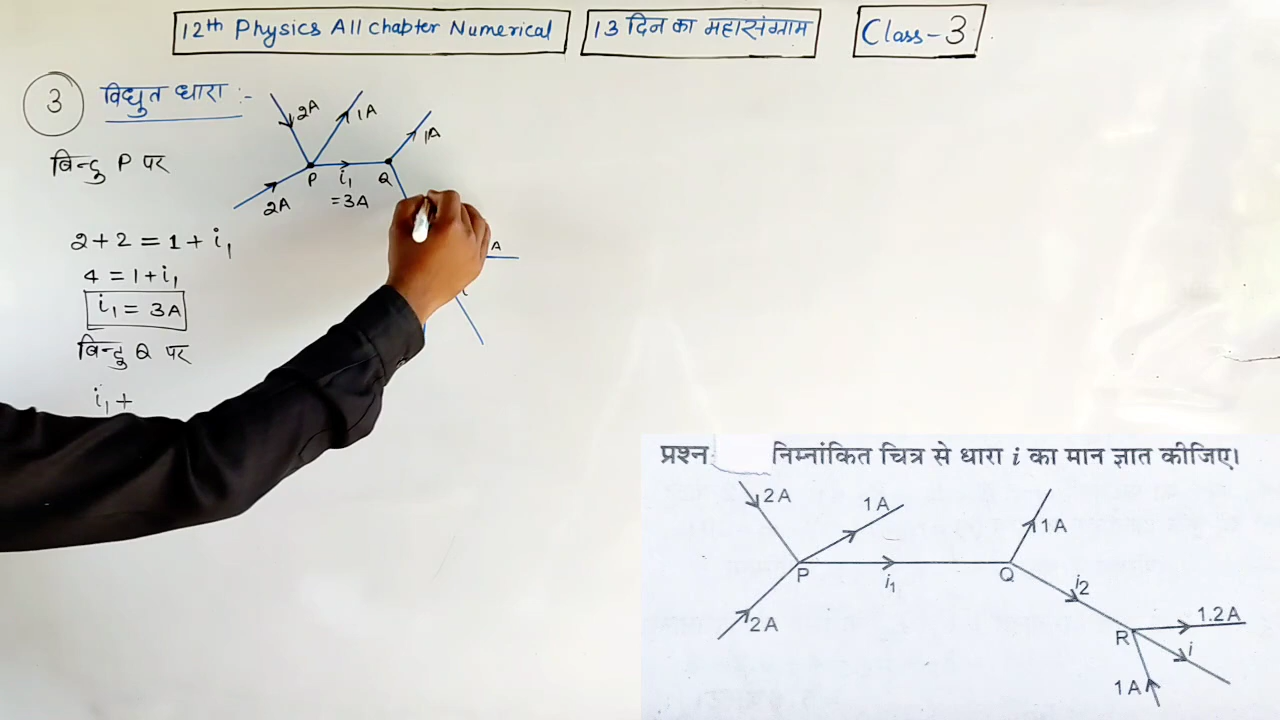 12th Physics All Chapter Numerical
13 दिन का महासंग्राम
Class-3
3
विद्युत धारा :-
2A
1A
1A
P
i₁
Q
2A
=3A
A
बिन्दु P पर
2+2 = 1 + i₁
4 = 1+i₁
i₁ = 3A
बिन्दु Q पर
i₁ +
प्रश्न निम्नांकित चित्र से धारा i का मान ज्ञात कीजिए।
2A
1A
1A
P
i₁
Q
i₂
2A
1.2A
R
i
1A